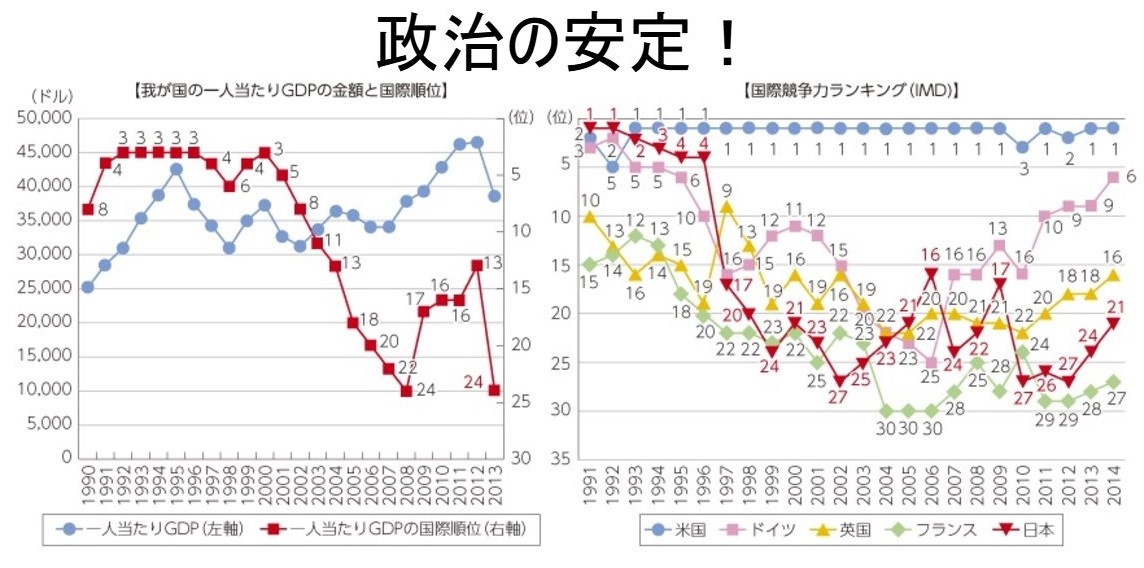 政治の安定！
【我が国の一人当たりGDPの金額と国際順位】
（ドル）
（位）
50,000
45,000
40,000
35,000
30,000
25,000
20,000
15,000
10,000
5,000
0
5
10
15
20
25
30
8 4 3 3 3 3 3 4 6 4 3 5 8 11 13 18 20 22 24 17 16 16 13 24
1990 1991 1992 1993 1994 1995 1996 1997 1998 1999 2000 2001 2002 2003 2004 2005 2006 2007 2008 2009 2010 2011 2012 2013
一人当たりGDP（左軸） 一人当たりGDPの国際順位（右軸）
【国際競争力ランキング（IMD）】
（位）
5
10
15
20
25
30
35
2 5 1 1 1 1 1 1 1 1 1 1 1 1 1 1 1 1 1 3 1 2 1 1
3 2 5 5 6 10 16 15 12 11 12 15 20 22 23 25 16 16 13 16 10 9 9 6
10 13 16 14 15 19 9 13 19 16 19 16 19 22 22 20 20 21 21 22 20 18 18 16
15 14 12 13 18 20 22 22 23 22 25 22 23 30 30 30 28 25 28 24 29 29 28 27
1 1 2 3 4 4 17 20 24 21 23 27 25 23 21 16 24 22 17 27 26 27 24 21
1991 1992 1993 1994 1995 1996 1997 1998 1999 2000 2001 2002 2003 2004 2005 2006 2007 2008 2009 2010 2011 2012 2013 2014
米国 ドイツ 英国 フランス 日本